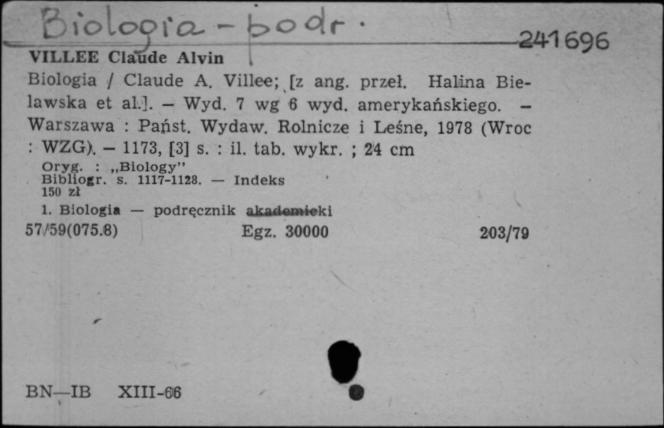 Biologia - podr.
241696
VILLEE Claude Alvin
Biologia / Claude A. Villee; [z ang. przeł. Halina Bie-
lawska et al.]. — Wyd. 7 wg 6 wyd. amerykańskiego. —
Warszawa : Państ. Wydaw. Rolnicze i Leśne, 1978 (Wroc
: WZG). — 1173, [3] s. : il. tab. wykr. ; 24 cm
Oryg. : „Biology”
Bibliogr. s. 1117-1128. — Indeks
150 zł
1. Biologia — podręcznik akademicki
57/59(075.8) Egz. 30000 203/79
BN—IB XIII-66